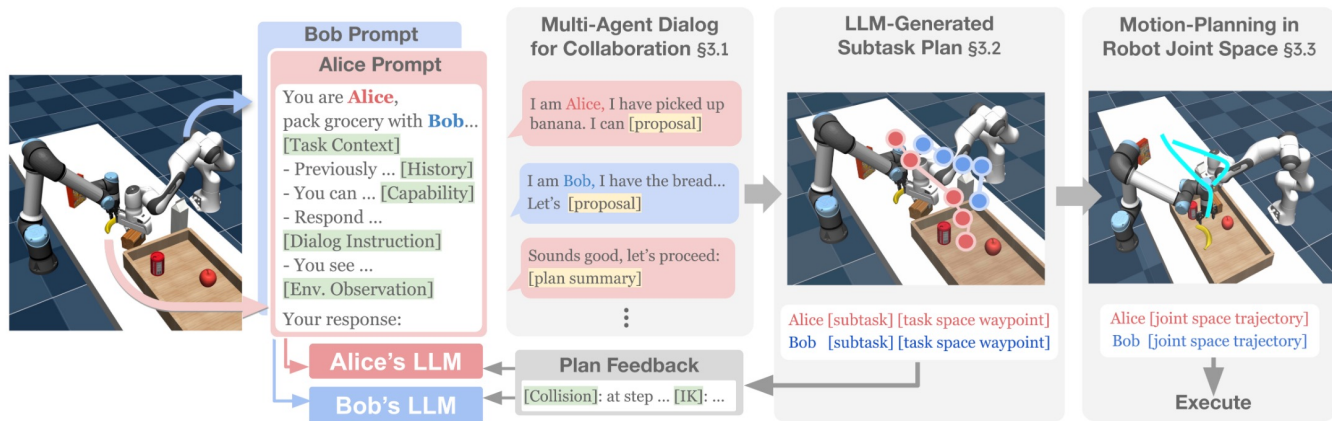 Bob Prompt
Alice Prompt
You are Alice,
pack grocery with Bob...
[Task Context]
- Previously ... [History]
- You can ... [Capability]
- Respond ...
[Dialog Instruction]
- You see ...
[Env. Observation]
Your response:
Alice's LLM
Bob's LLM
Multi-Agent Dialog
for Collaboration §3.1
I am Alice, I have picked up
banana. I can [proposal]
I am Bob, I have the bread...
Let's [proposal]
Sounds good, let's proceed:
[plan summary]
Plan Feedback
[Collision]: at step ... [IK]: ...
LLM-Generated
Subtask Plan §3.2
Alice [subtask] [task space waypoint]
Bob [subtask] [task space waypoint]
Motion-Planning in
Robot Joint Space §3.3
Alice [joint space trajectory]
Bob [joint space trajectory]
Execute